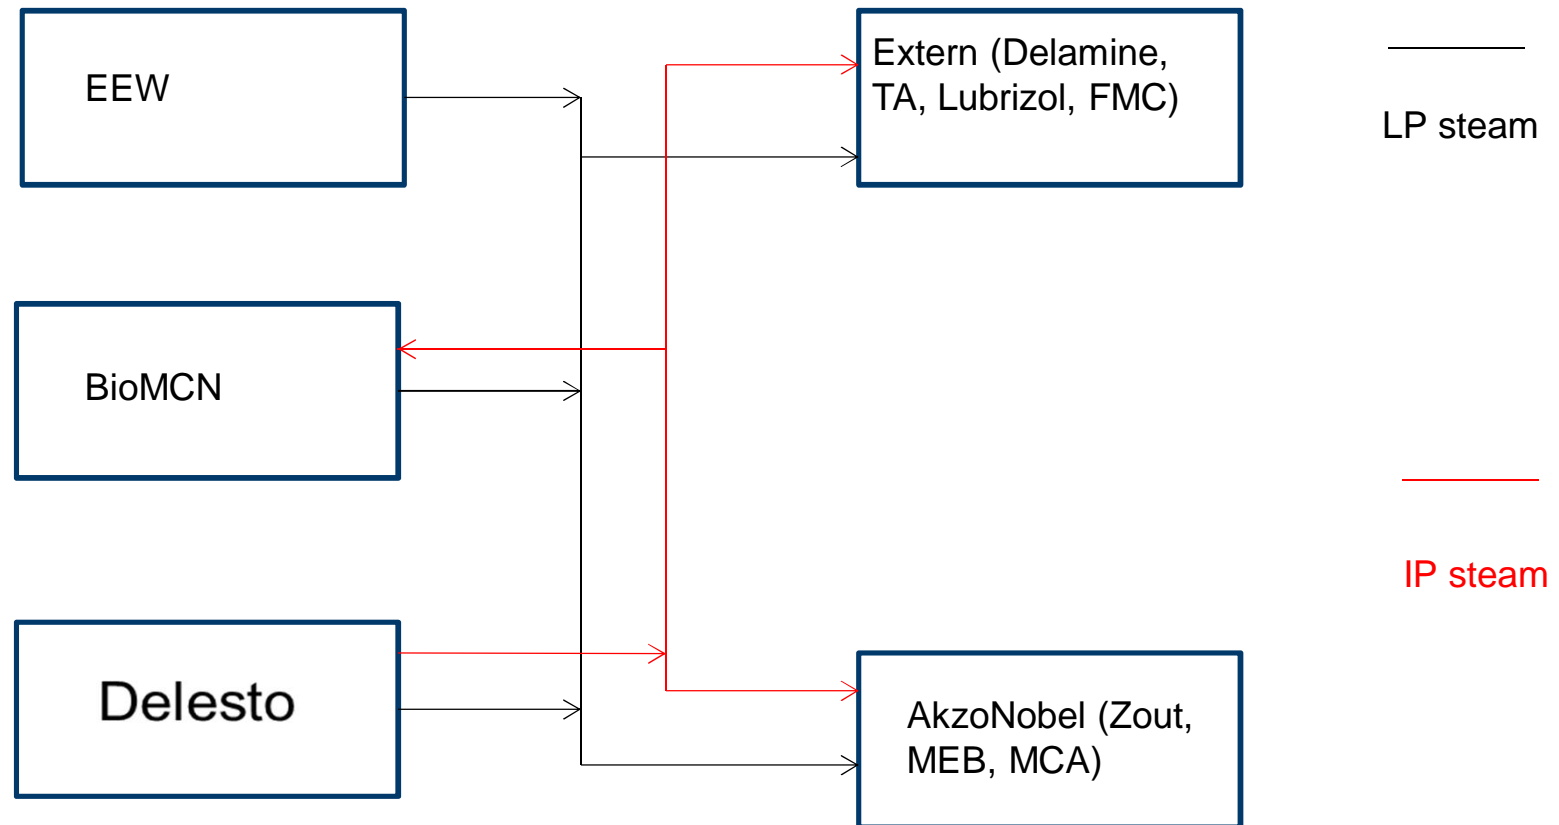 EEW
Extern (Delamine,
TA, Lubrizol, FMC)
LP steam
BioMCN
IP steam
Delesto
AkzoNobel (Zout,
MEB, MCA)